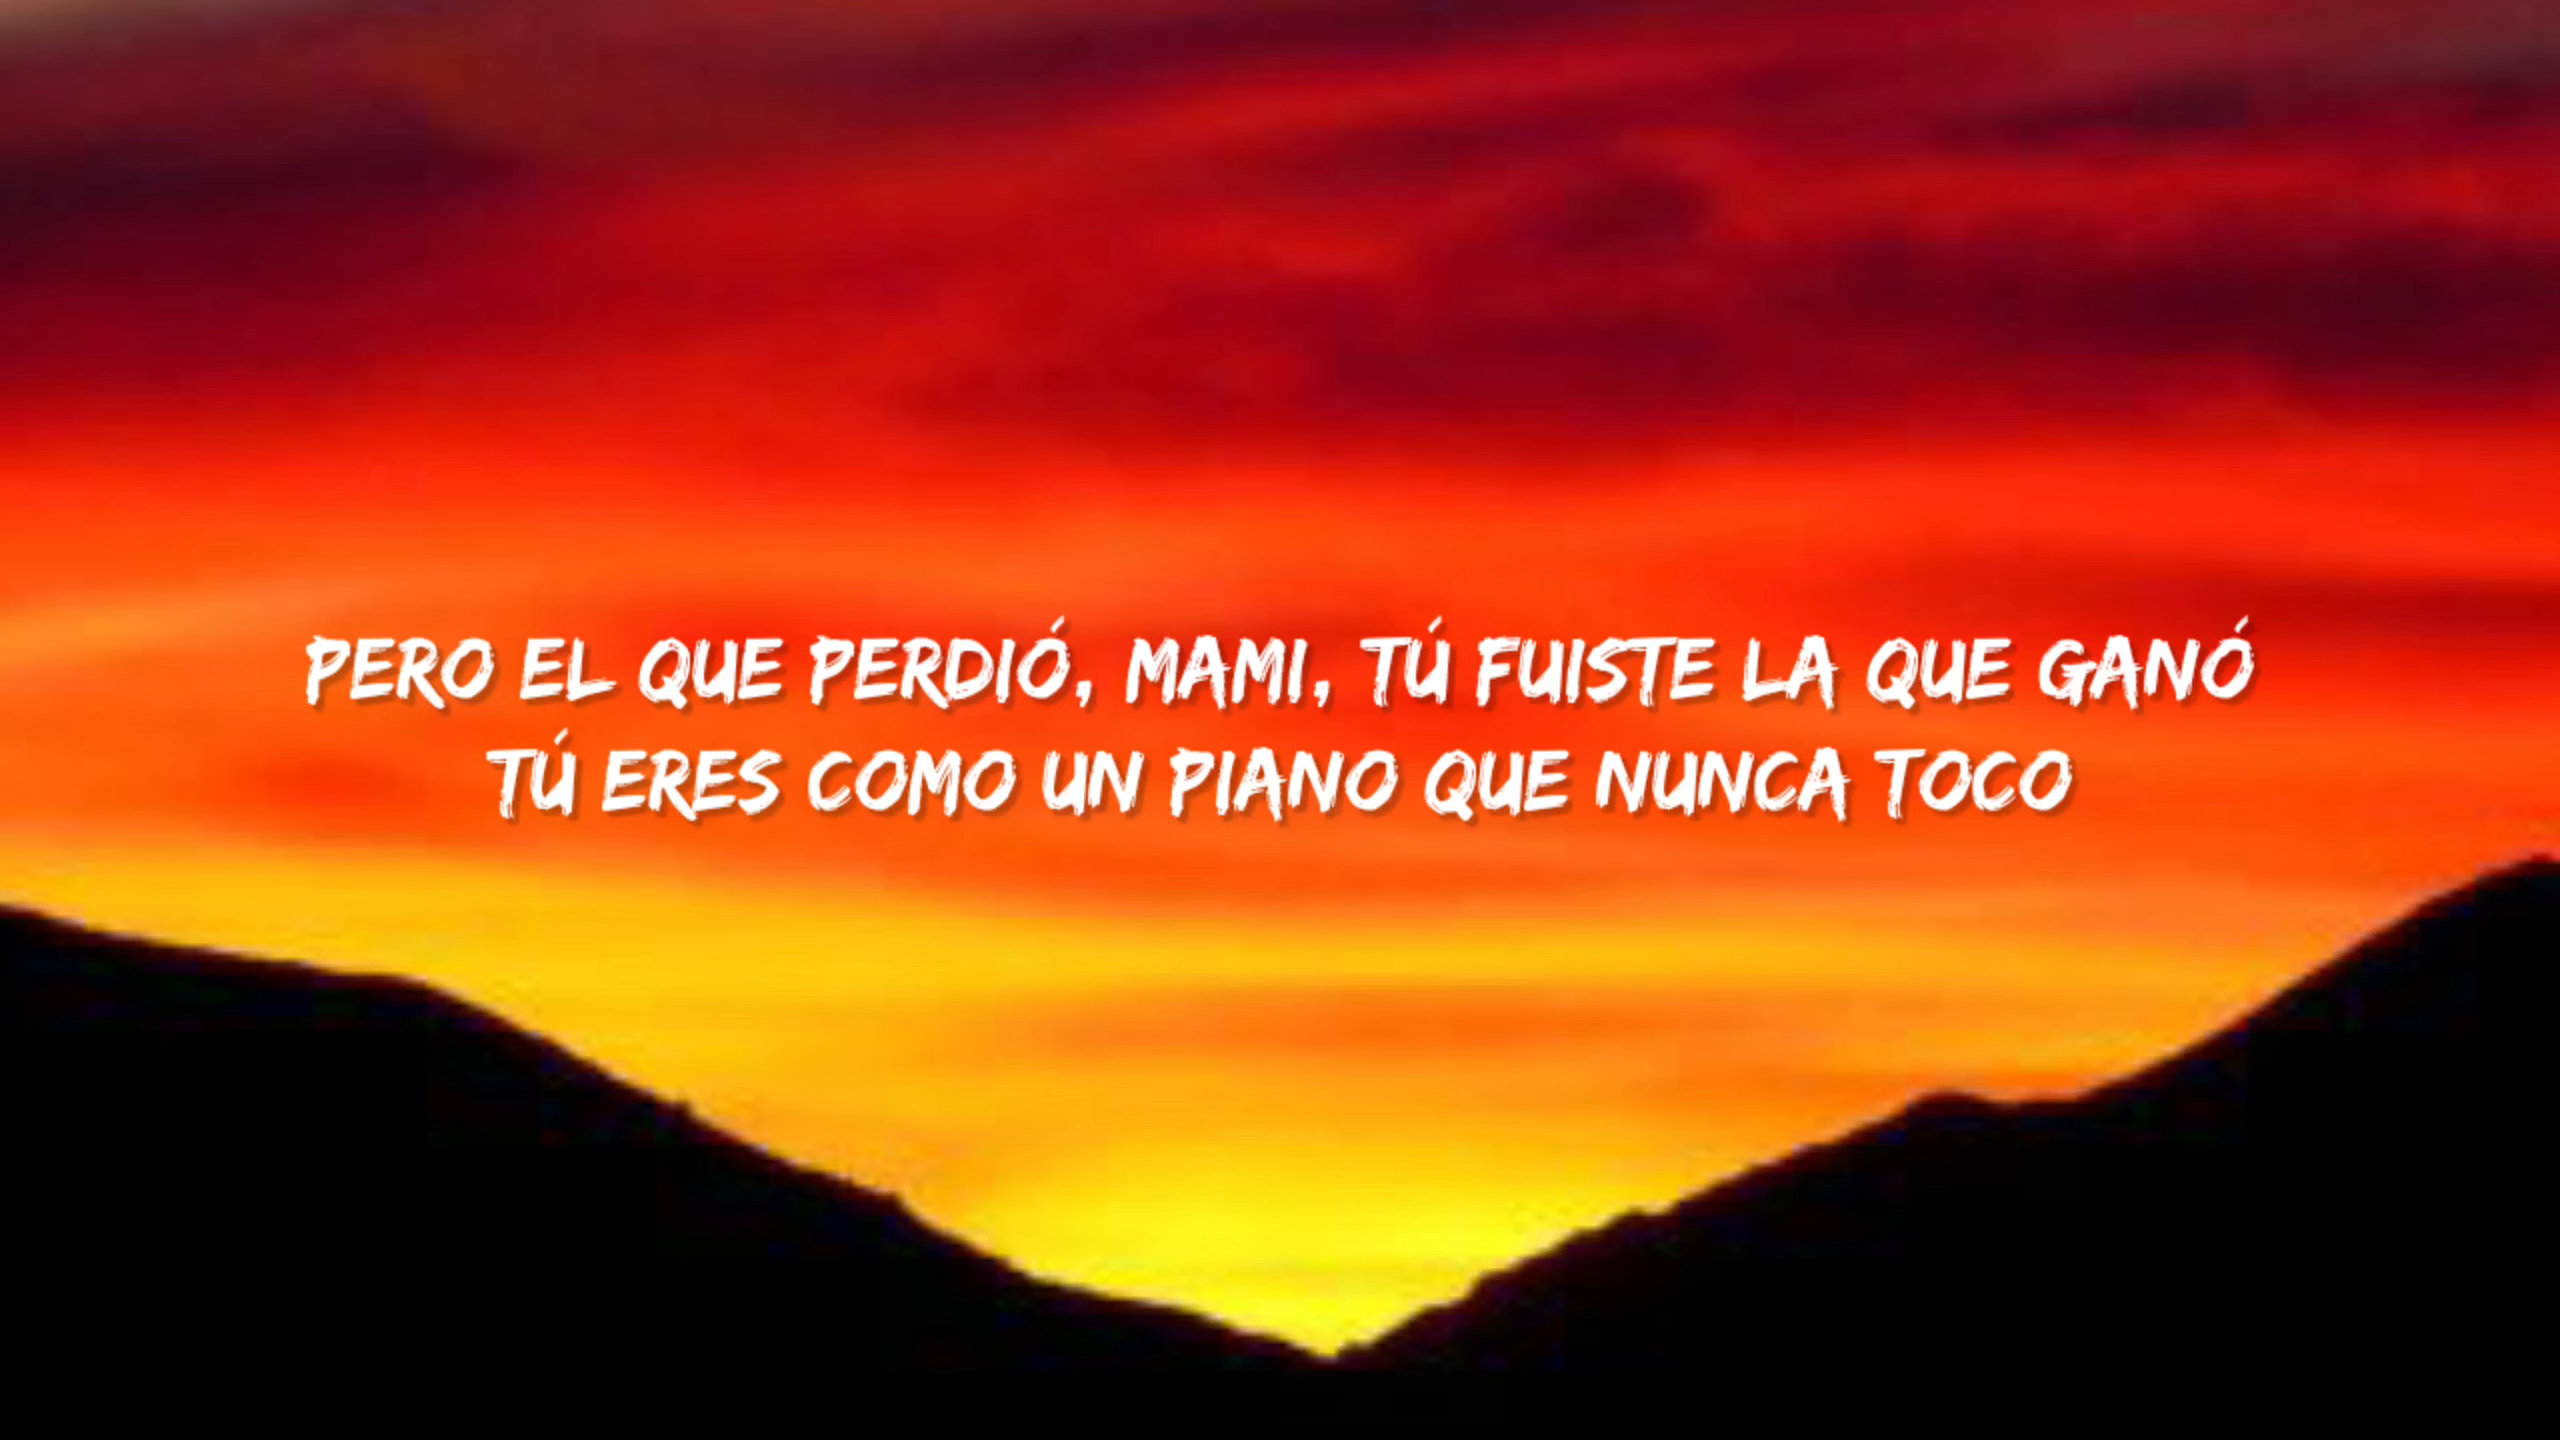 PERO EL QUE PERDIÓ, MAMI, TÚ FUISTE LA QUE GANÓ
TÚ ERES COMO UN PIANO QUE NUNCA TOCO